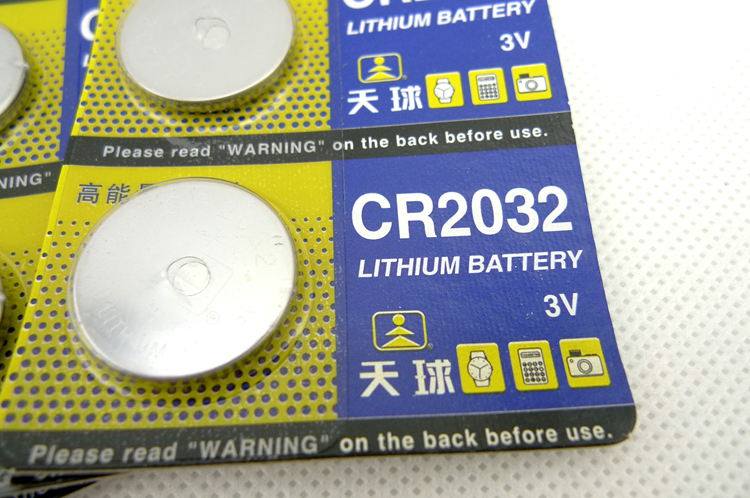 LITHIUM BATTERY
3V
天球
Please read "WARNING" on the back before use.
NING"
高能
CR2032
LITHIUM BATTERY
3V
天球
Please read "WARNING" on the back before use.